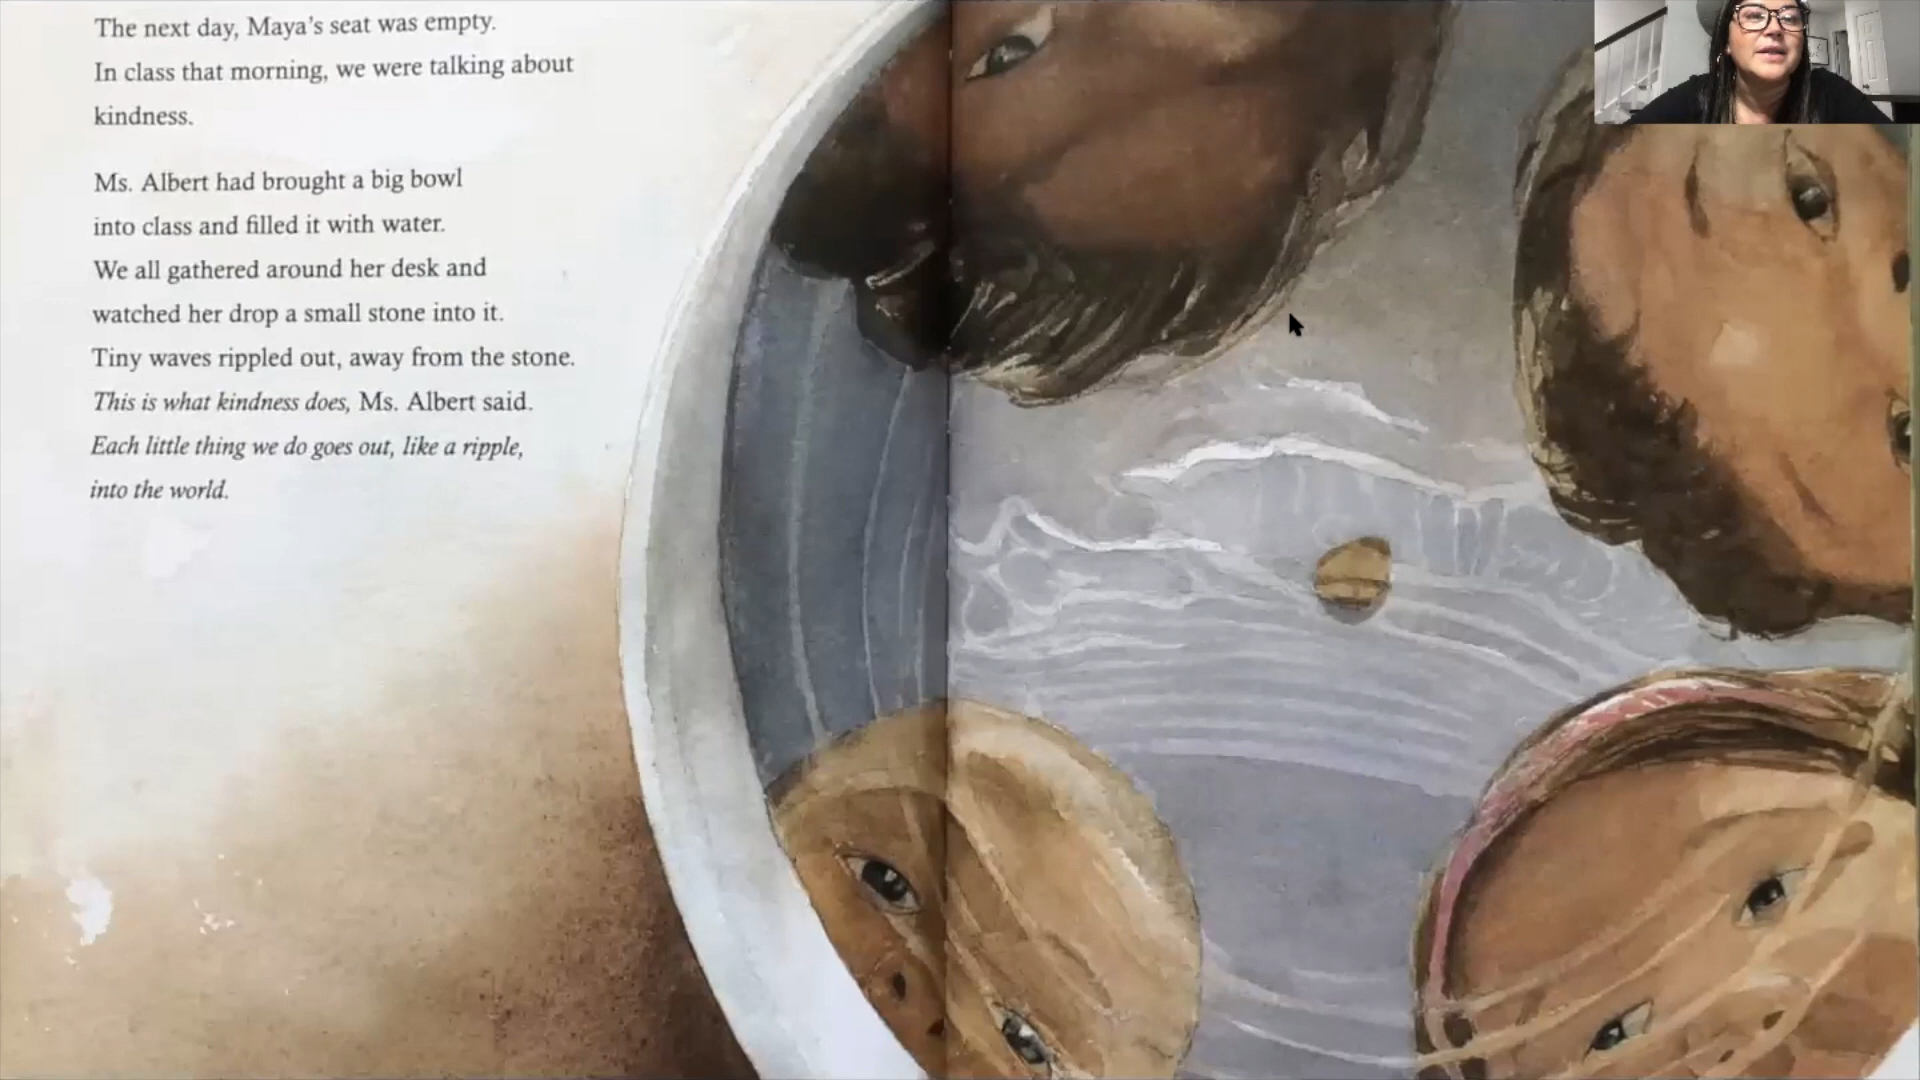 The next day, Maya's seat was empty.
In class that morning, we were talking about
kindness.
Ms. Albert had brought a big bowl
into class and filled it with water.
We all gathered around her desk and
watched her drop a small stone into it.
Tiny waves rippled out, away from the stone.
This is what kindness does, Ms. Albert said.
Each little thing we do goes out, like a ripple,
into the world.